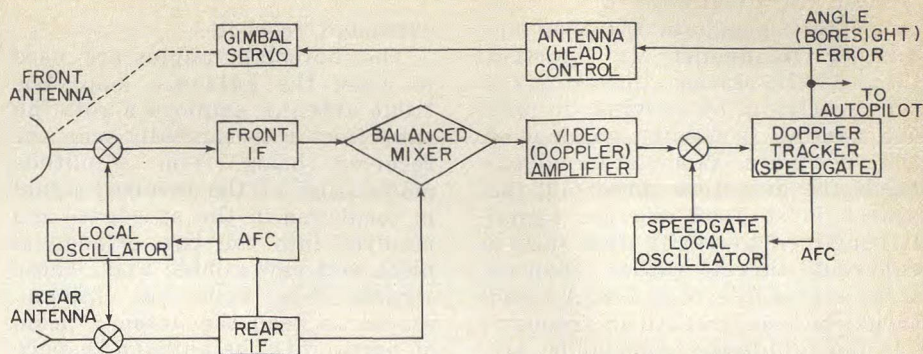 GIMBAL
SERVO
ANTENNA
(HEAD)
CONTROL
ANGLE
(BORESIGHT)
ERROR
FRONT
ANTENNA
TO
AUTOPILOT
FRONT
IF
BALANCED
MIXER
VIDEO
(DOPPLER)
AMPLIFIER
DOPPLER
TRACKER
(SPEEDGATE)
LOCAL
OSCILLATOR
AFC
SPEEDGATE
LOCAL
OSCILLATOR
AFC
REAR
ANTENNA
REAR
IF